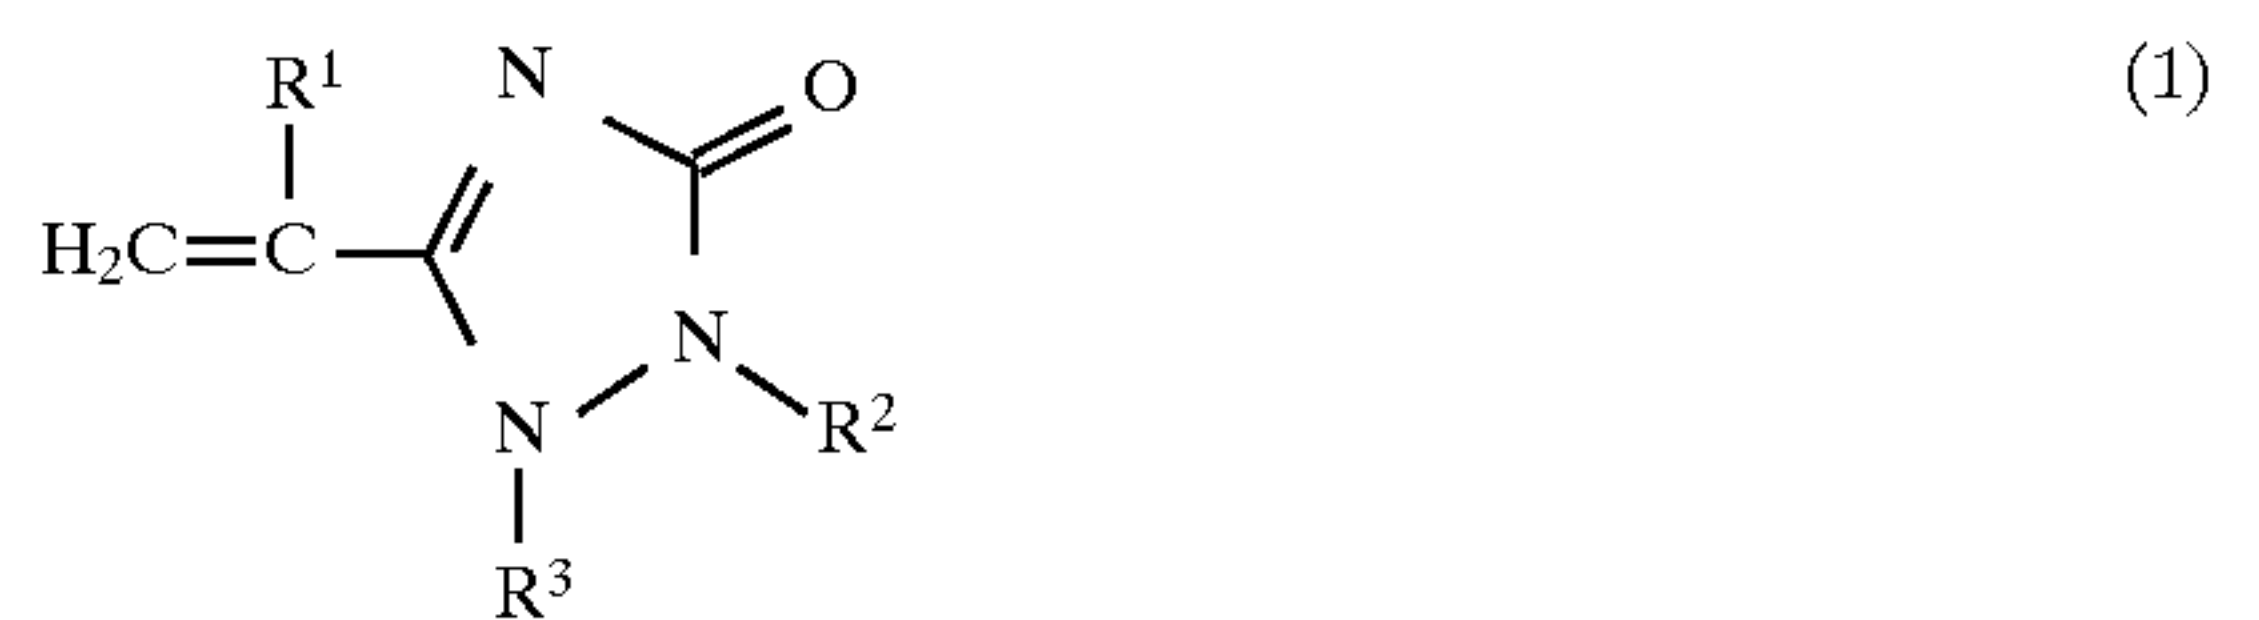 R¹ N O (1)
H₂C=C
N
N R²
R³